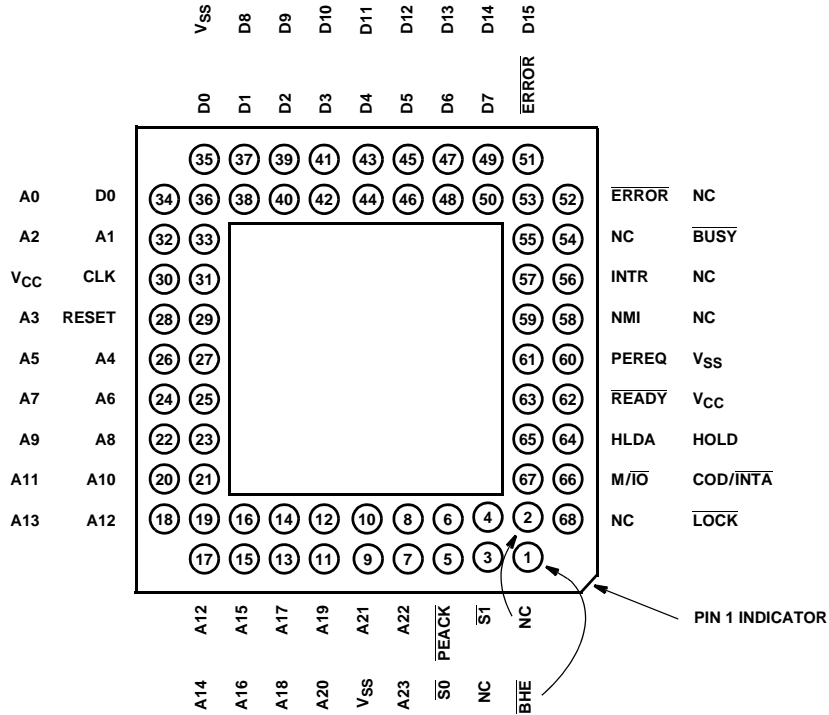 VSS D8 D9 D10 D11 D12 D13 D14 D15
D0 D1 D2 D3 D4 D5 D6 D7 ERROR
35 37 39 41 43 45 47 49 51
A0 D0 34 36 38 40 42 44 46 48 50 53 52 ERROR NC
A2 A1 32 33 55 54 NC BUSY
VCC CLK 30 31 57 56 INTR NC
A3 RESET 28 29 59 58 NMI NC
A5 A4 26 27 61 60 PEREQ VSS
A7 A6 24 25 63 62 READY VCC
A9 A8 22 23 65 64 HLDA HOLD
A11 A10 20 21 67 66 M/IO COD/INTA
A13 A12 18 19 16 14 12 10 8 6 4 2 68 NC LOCK
17 15 13 11 9 7 5 3 1
A12 A15 A17 A19 A21 A22 PEACK S1 NC
PIN 1 INDICATOR
A14 A16 A18 A20 VSS A23 S0 NC BHE